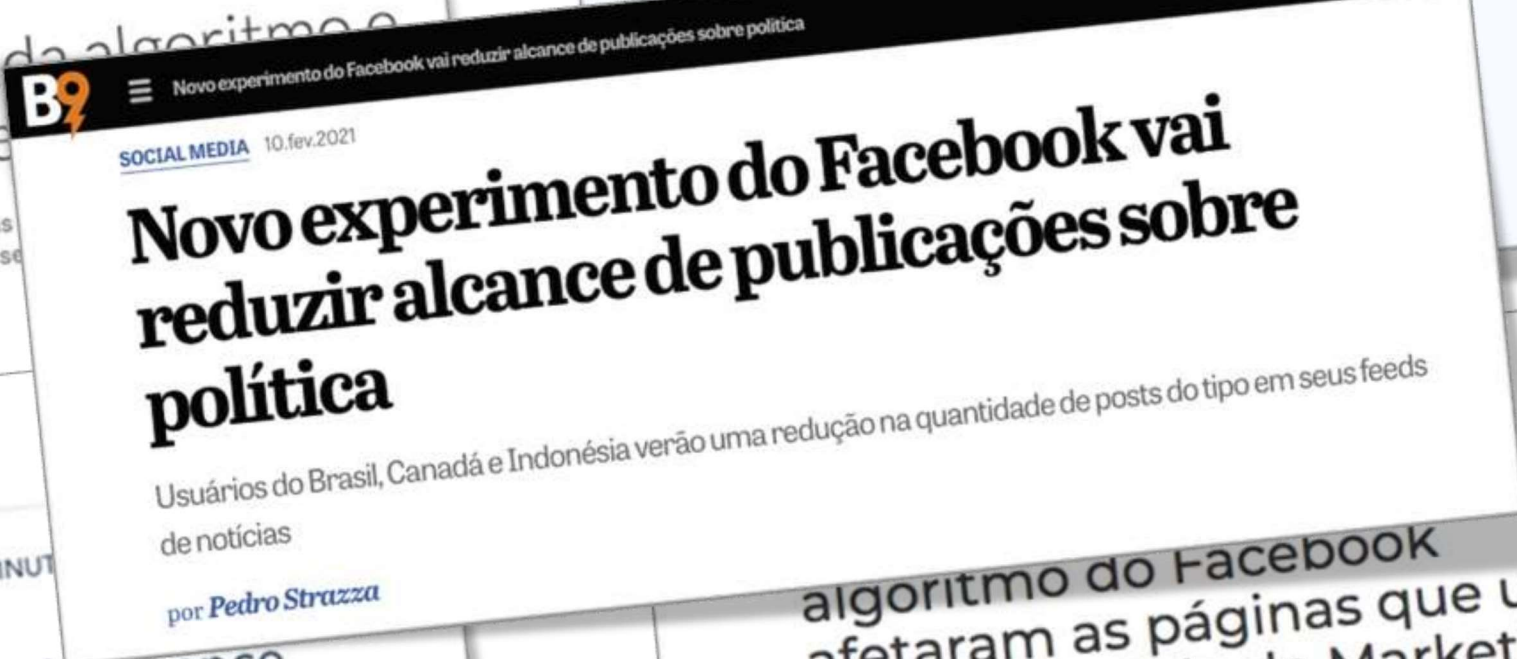 da algoritmo e
B9
Novo experimento do Facebook vai reduzir alcance de publicações sobre política
SOCIAL MEDIA 10.fev.2021
Novo experimento do Facebook vai
reduzir alcance de publicações sobre
política
Usuários do Brasil, Canadá e Indonésia verão uma redução na quantidade de posts do tipo em seus feeds
de notícias
por Pedro Strazza
algoritmo do Facebook
afetaram as páginas que